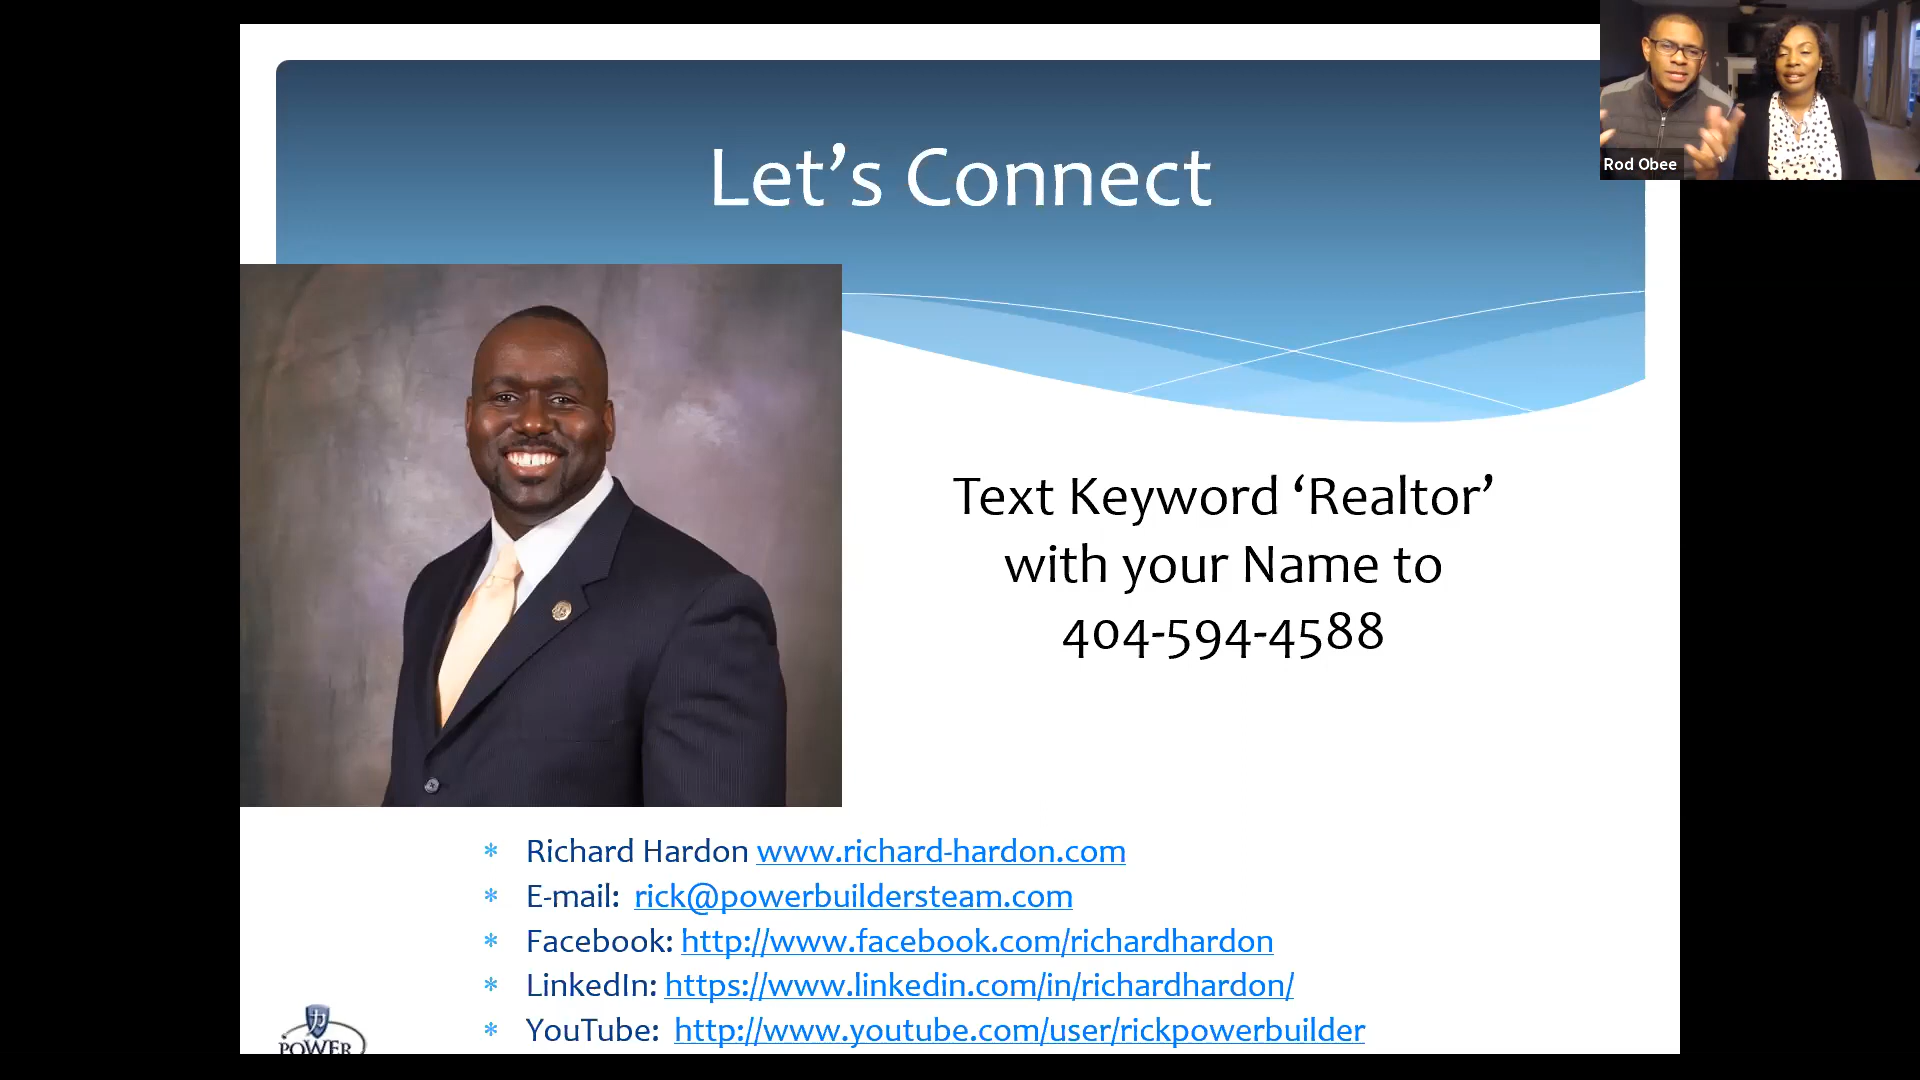 Let’s Connect
Rod Obee
Text Keyword ‘Realtor’
with your Name to
404-594-4588
* Richard Hardon www.richard-hardon.com
* E-mail: rick@powerbuildersteam.com
* Facebook: http://www.facebook.com/richardhardon
* LinkedIn: https://www.linkedin.com/in/richardhardon/
* YouTube: http://www.youtube.com/user/rickpowerbuilder
力
POWER